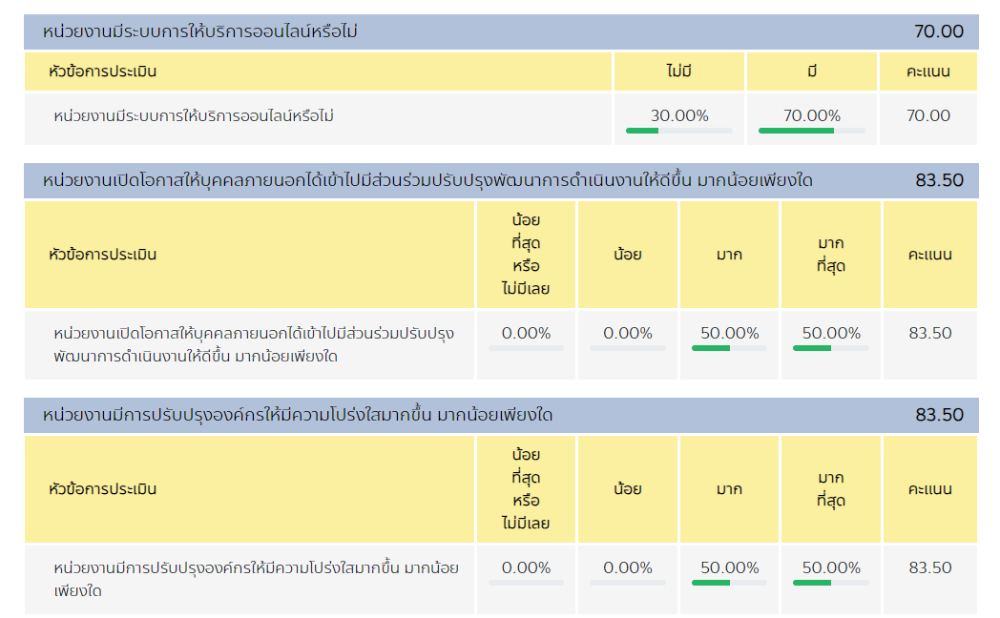 หน่วยงานมีระบบการให้บริการออนไลน์หรือไม่ 70.00
หัวข้อการประเมิน ไม่มี มี คะแนน
หน่วยงานมีระบบการให้บริการออนไลน์หรือไม่ 30.00% 70.00% 70.00
หน่วยงานเปิดโอกาสให้บุคคลภายนอกได้เข้าไปมีส่วนร่วมปรับปรุงพัฒนาการดำเนินงานให้ดีขึ้น มากน้อยเพียงใด 83.50
หัวข้อการประเมิน
น้อย
ที่สุด
หรือ
ไม่มีเลย
น้อย
มาก
มาก
ที่สุด
คะแนน
หน่วยงานเปิดโอกาสให้บุคคลภายนอกได้เข้าไปมีส่วนร่วมปรับปรุง
พัฒนาการดำเนินงานให้ดีขึ้น มากน้อยเพียงใด
0.00% 0.00% 50.00% 50.00% 83.50
หน่วยงานมีการปรับปรุงองค์กรให้มีความโปร่งใสมากขึ้น มากน้อยเพียงใด 83.50
หัวข้อการประเมิน
น้อย
ที่สุด
หรือ
ไม่มีเลย
น้อย
มาก
มาก
ที่สุด
คะแนน
หน่วยงานมีการปรับปรุงองค์กรให้มีความโปร่งใสมากขึ้น มากน้อย
เพียงใด
0.00% 0.00% 50.00% 50.00% 83.50